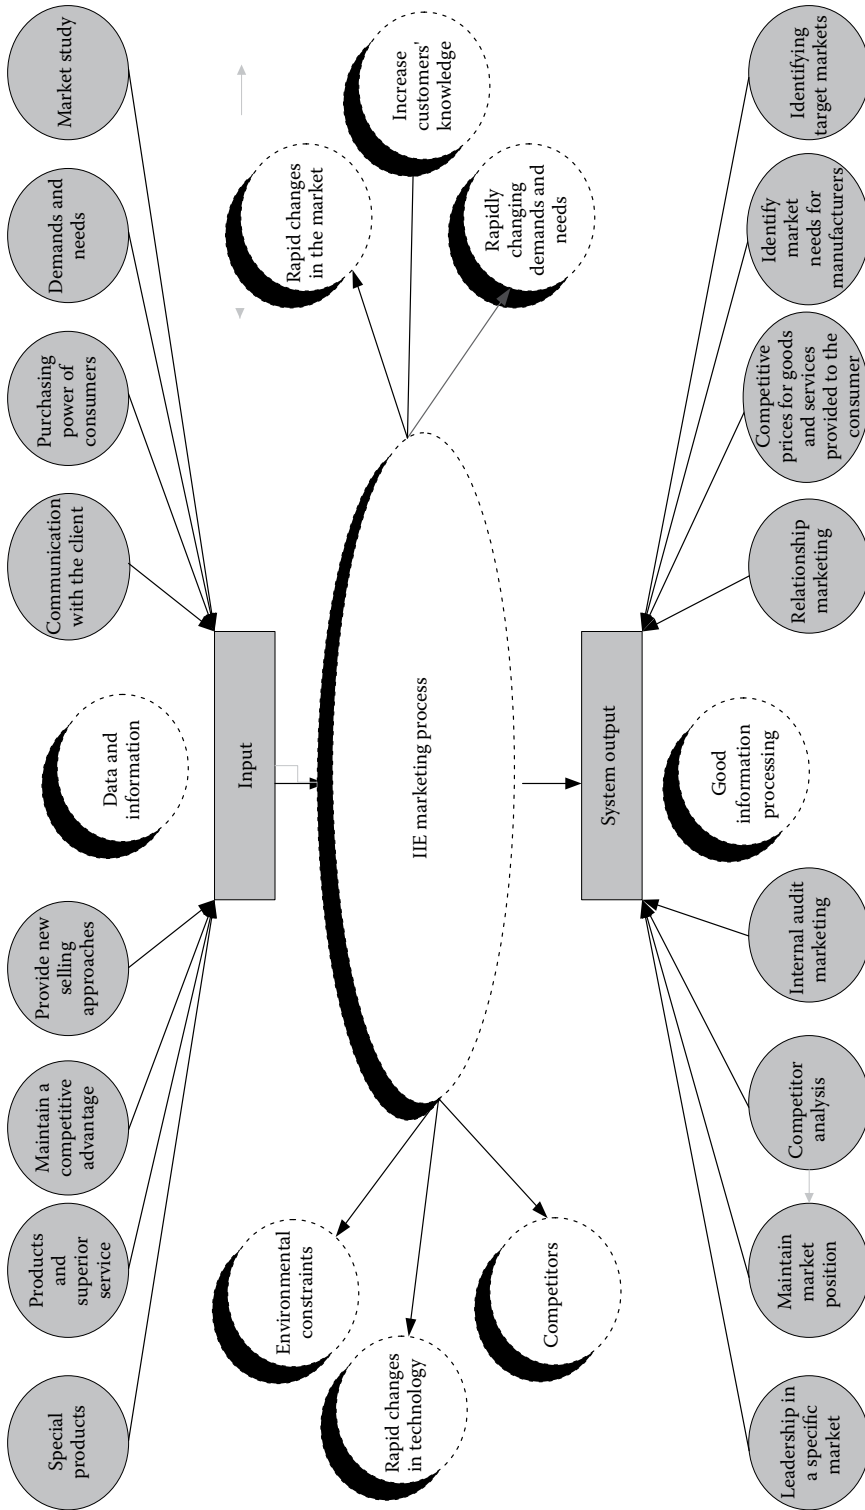 Special
products
Products
and
superior
service
Maintain a
competitive
advantage
Provide new
selling
approaches
Data and
information
Communication
with the client
Purchasing
power of
consumers
Demands and
needs
Market study
Input
Environmental
constraints
Rapid changes
in technology
Competitors
IIE marketing process
Rapid changes
in the market
Increase
customers'
knowledge
Rapidly
changing
demands and
needs
System output
Good
information
processing
Leadership in
a specific
market
Maintain
market
position
Competitor
analysis
Internal audit
marketing
Relationship
marketing
Competitive
prices for goods
and services
provided to the
consumer
Identify
market
needs for
manufacturers
Identifying
target markets